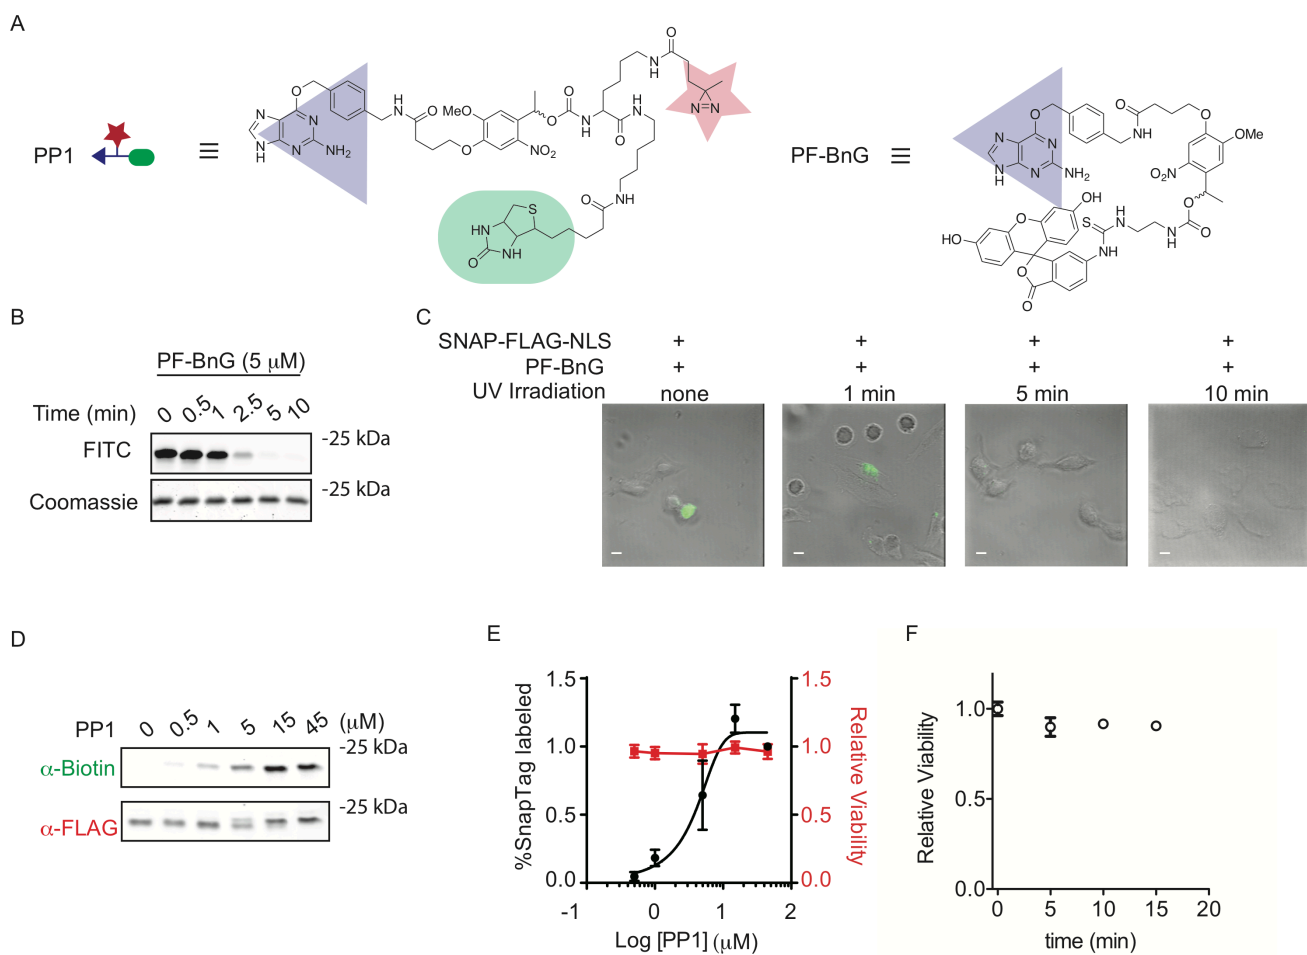 A
PP1 ≡
N
N
H
O
N
N
NH2
H
N
O
O
MeO
NO2
O
O
N
H
O
H
N
N
H
O
N=N
O
NH
S
HN
NH
O
PF-BnG ≡
O
N
N
H
N
N
NH2
O
NH
O
OMe
O2N
O
O
N
H
H
N
S
NH
OH
O
HO
O
O
B
PF-BnG (5 μM)
Time (min) 0 0.5 1 2.5 5 10
FITC -25 kDa
Coomassie -25 kDa
C
SNAP-FLAG-NLS + + + +
PF-BnG + + + +
UV Irradiation none 1 min 5 min 10 min
D
PP1 0 0.5 1 5 15 45 (μM)
α-Biotin -25 kDa
α-FLAG -25 kDa
E
%SnapTag labeled
1.5
1.0
0.5
0.0
-1 0 1 2
Log [PP1] (μM)
1.5
1.0
0.5
0.0
Relative Viability
F
Relative Viability
1.0
0.5
0.0
0 5 10 15 20
time (min)